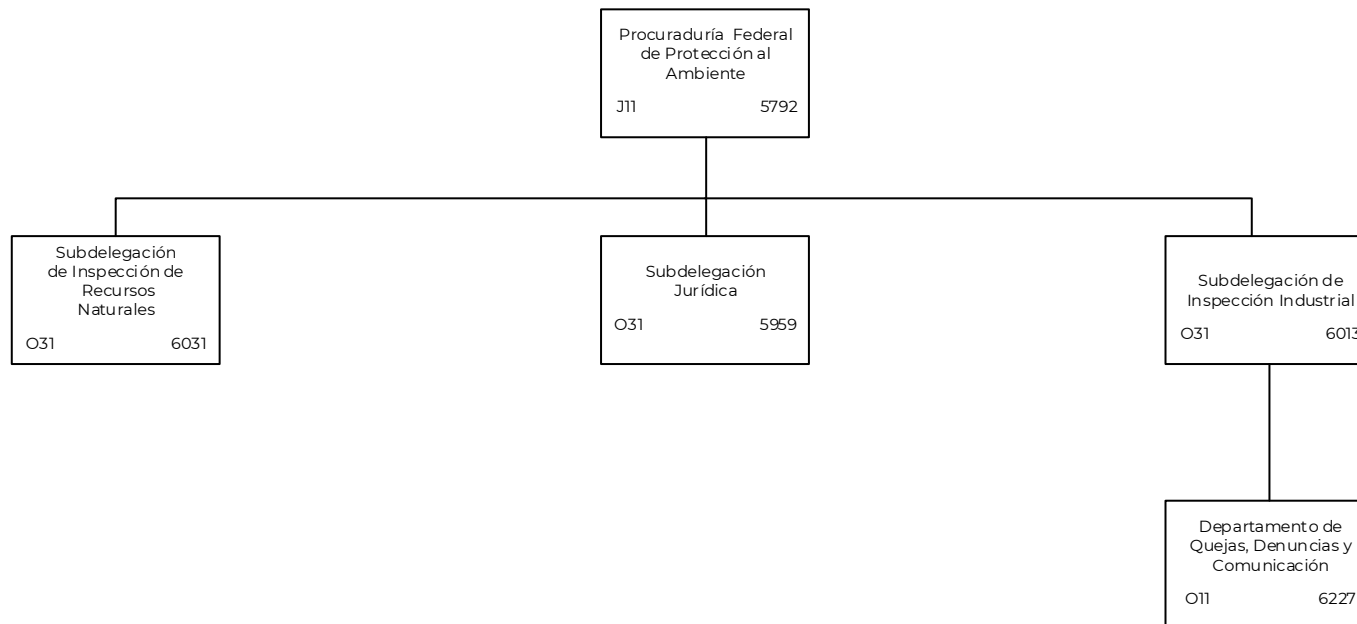 Procuraduría Federal
de Protección al
Ambiente
J11 5792
Subdelegación
de Inspección de
Recursos
Naturales
O31 6031
Subdelegación
Jurídica
O31 5959
Subdelegación de
Inspección Industrial
O31 6013
Departamento de
Quejas, Denuncias y
Comunicación
O11 6227